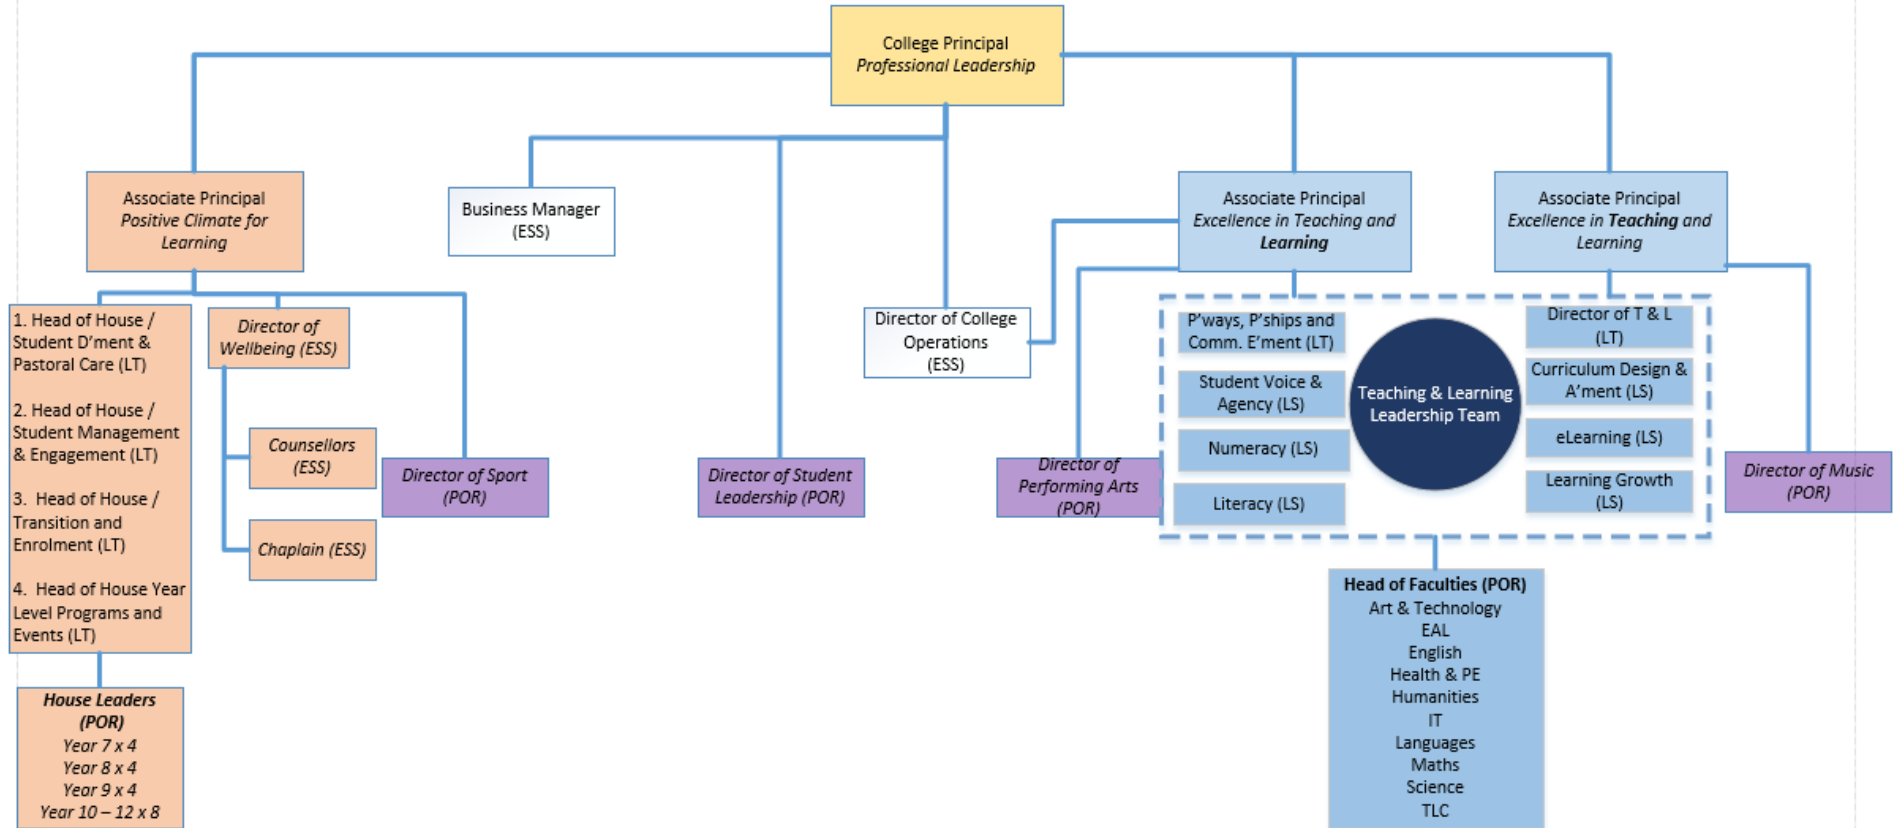 College Principal
Professional Leadership
Associate Principal
Positive Climate for
Learning
Business Manager
(ESS)
Associate Principal
Excellence in Teaching and
Learning
Associate Principal
Excellence in Teaching and
Learning
1. Head of House /
Student D'ment &
Pastoral Care (LT)
2. Head of House /
Student Management
& Engagement (LT)
3. Head of House /
Transition and
Enrolment (LT)
4. Head of House Year
Level Programs and
Events (LT)
Director of
Wellbeing (ESS)
Counsellors
(ESS)
Chaplain (ESS)
Director of Sport
(POR)
Director of Student
Leadership (POR)
Director of College
Operations
(ESS)
Director of
Performing Arts
(POR)
P'ways, P'ships and
Comm. E'ment (LT)
Student Voice &
Agency (LS)
Numeracy (LS)
Literacy (LS)
Teaching & Learning
Leadership Team
Director of T & L
(LT)
Curriculum Design &
A'ment (LS)
eLearning (LS)
Learning Growth
(LS)
Director of Music
(POR)
House Leaders
(POR)
Year 7 x 4
Year 8 x 4
Year 9 x 4
Year 10 – 12 x 8
Head of Faculties (POR)
Art & Technology
EAL
English
Health & PE
Humanities
IT
Languages
Maths
Science
TLC